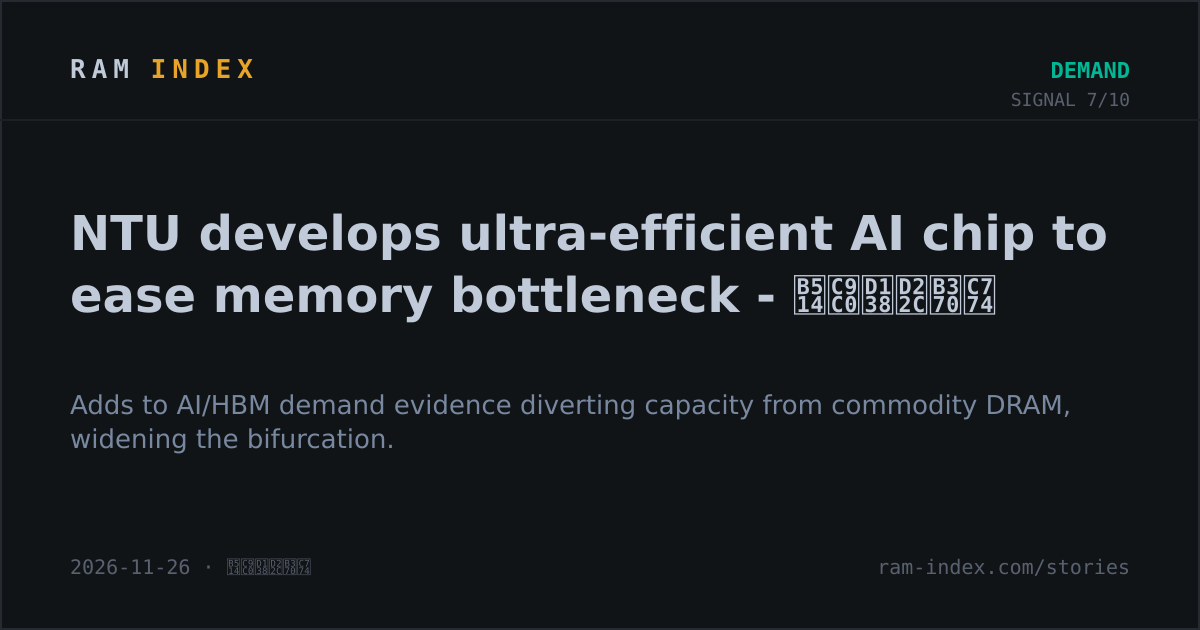 RAM INDEX
DEMAND
SIGNAL 7/10
NTU develops ultra-efficient AI chip to
ease memory bottleneck -
Adds to AI/HBM demand evidence diverting capacity from commodity DRAM,
widening the bifurcation.
2026-11-26 ·
ram-index.com/stories